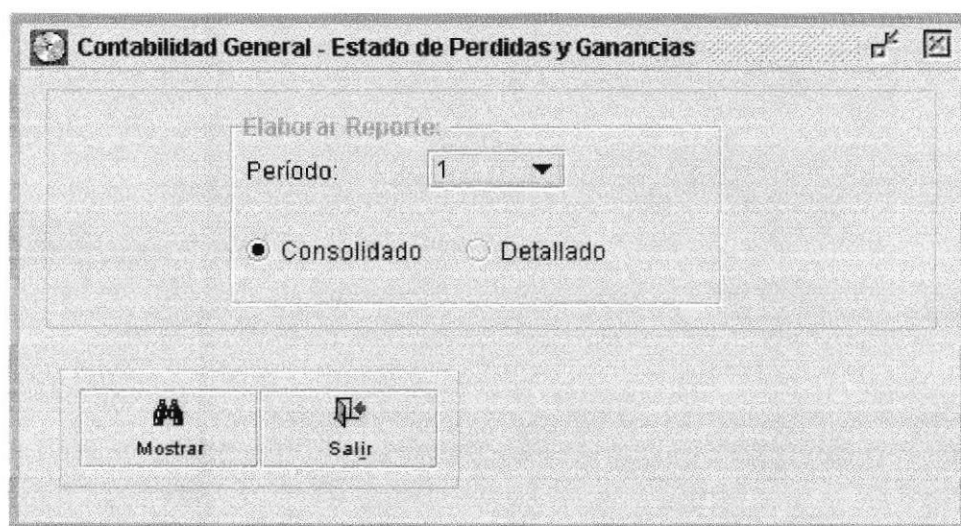 Contabilidad General - Estado de Perdidas y Ganancias
Elaborar Reporte:
Período: 1
Consolidado Detallado
Mostrar Salir